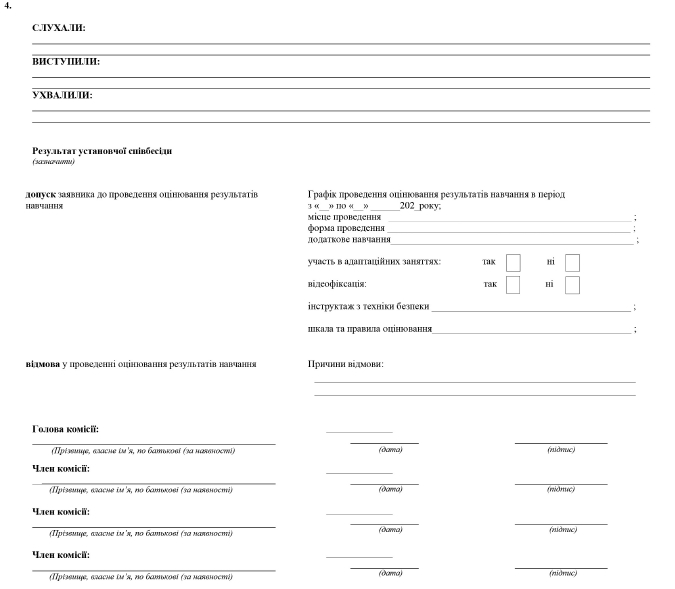 4.
СЛУХАЛИ:
ВИСТУПИЛИ:
УХВАЛИЛИ:
Результат установчої співбесіди
(зазначити)
допуск заявника до проведення оцінювання результатів
навчання
Графік проведення оцінювання результатів навчання в період
з «__» по «__» ______202_року;
місце проведення ;
форма проведення ;
додаткове навчання ;
участь в адаптаційних заняттях: так ні
відеофіксація: так ні
інструктаж з техніки безпеки ;
шкала та правила оцінювання ;
відмова у проведенні оцінювання результатів навчання
Причини відмови:
Голова комісії:
(Прізвище, власне ім’я, по батькові (за наявності) (дата) (підпис)
Член комісії:
(Прізвище, власне ім’я, по батькові (за наявності) (дата) (підпис)
Член комісії:
(Прізвище, власне ім’я, по батькові (за наявності) (дата) (підпис)
Член комісії:
(Прізвище, власне ім’я, по батькові (за наявності) (дата) (підпис)